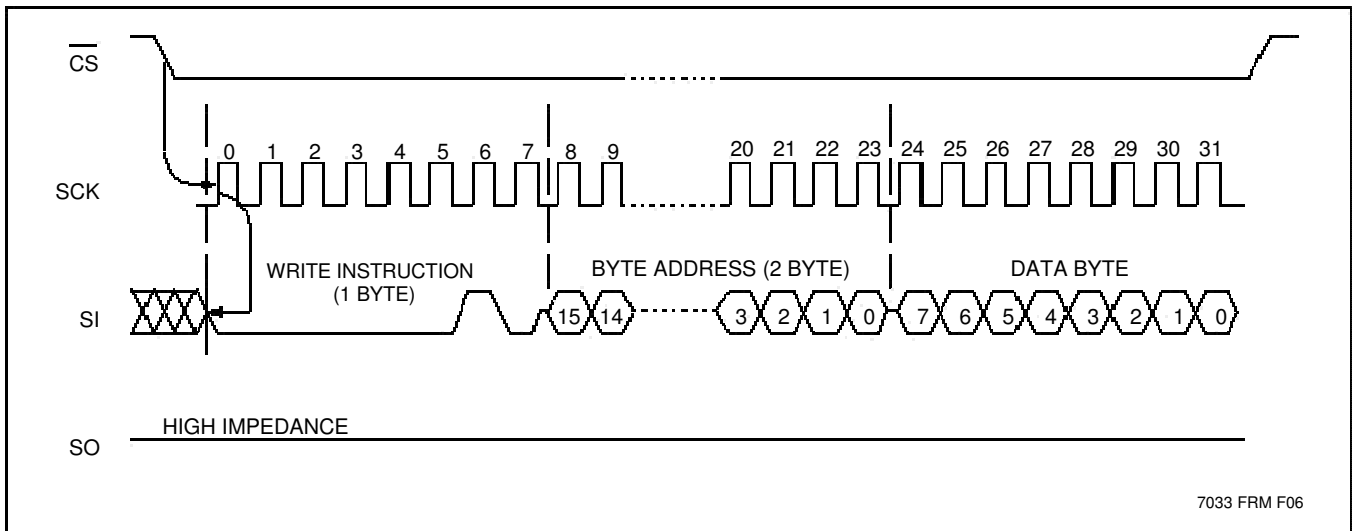 CS
0 1 2 3 4 5 6 7 8 9 20 21 22 23 24 25 26 27 28 29 30 31
SCK
WRITE INSTRUCTION
(1 BYTE)
BYTE ADDRESS (2 BYTE)
DATA BYTE
SI
15 14 3 2 1 0 7 6 5 4 3 2 1 0
HIGH IMPEDANCE
SO
7033 FRM F06